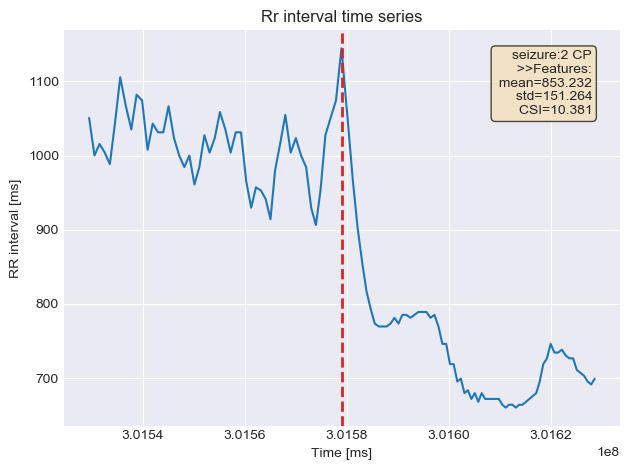 Rr interval time series
seizure:2 CP
>>Features:
mean=853.232
std=151.264
CSI=10.381
1100
1000
900
800
700
RR interval [ms]
3.0154 3.0156 3.0158 3.0160 3.0162
Time [ms]
1e8